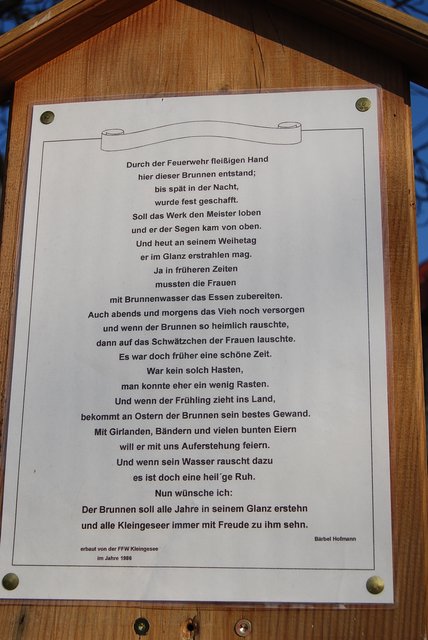 Durch der Feuerwehr fleißigen Hand
hier dieser Brunnen entstand;
bis spät in der Nacht,
wurde fest geschafft.
Soll das Werk den Meister loben
und er der Segen kam von oben.
Und heut an seinem Weihetag
er im Glanz erstrahlen mag.
Ja in früheren Zeiten
mussten die Frauen
mit Brunnenwasser das Essen zubereiten.
Auch abends und morgens das Vieh noch versorgen
und wenn der Brunnen so heimlich rauschte,
dann auf das Schwätzchen der Frauen lauschte.
Es war doch früher eine schöne Zeit.
War kein solch Hasten,
man konnte eher ein wenig Rasten.
Und wenn der Frühling zieht ins Land,
bekommt an Ostern der Brunnen sein bestes Gewand.
Mit Girlanden, Bändern und vielen bunten Eiern
will er mit uns Auferstehung feiern.
Und wenn sein Wasser rauscht dazu
es ist doch eine heil´ge Ruh.
Nun wünsche ich:
Der Brunnen soll alle Jahre in seinem Glanz erstehn
und alle Kleingeseer immer mit Freude zu ihm sehn.
Bärbel Hofmann
erbaut von der FFW Kleingesee
im Jahre 1986